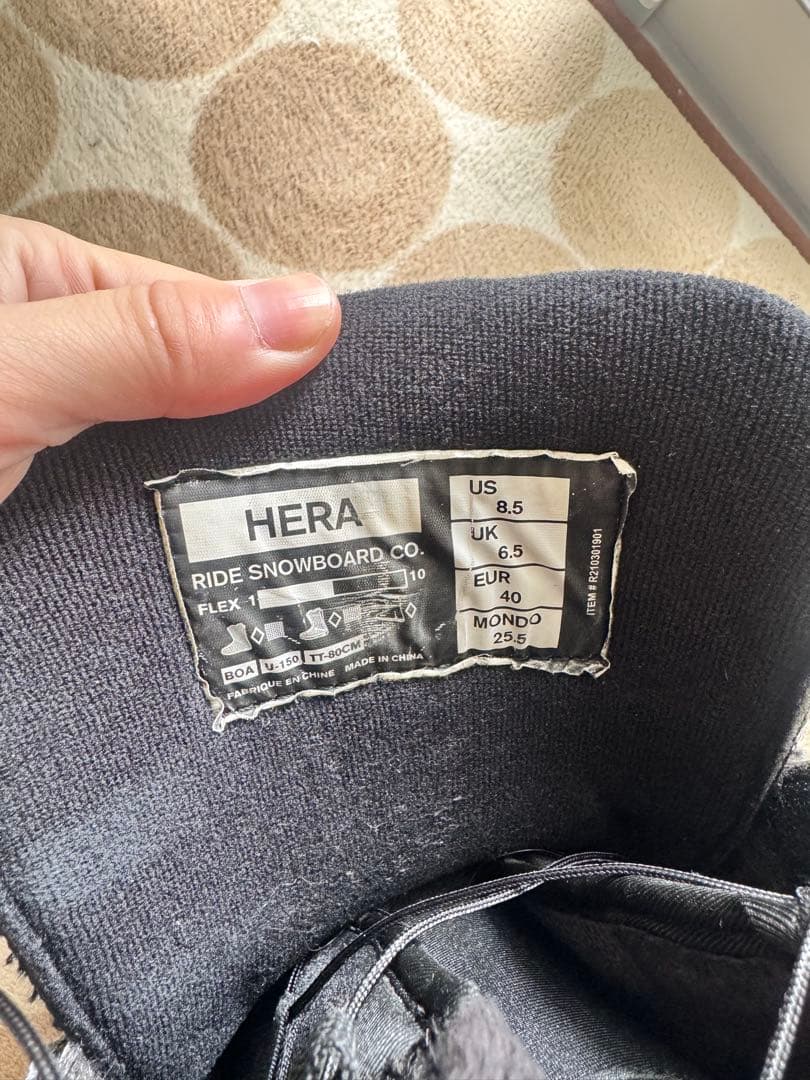 HERA
RIDE SNOWBOARD CO.
FLEX 1 10
BOA U-150 TT-80CM
FABRIQUE EN CHINE MADE IN CHINA
US
8.5
UK
6.5
EUR
40
MONDO
25.5
ITEM # R210301901